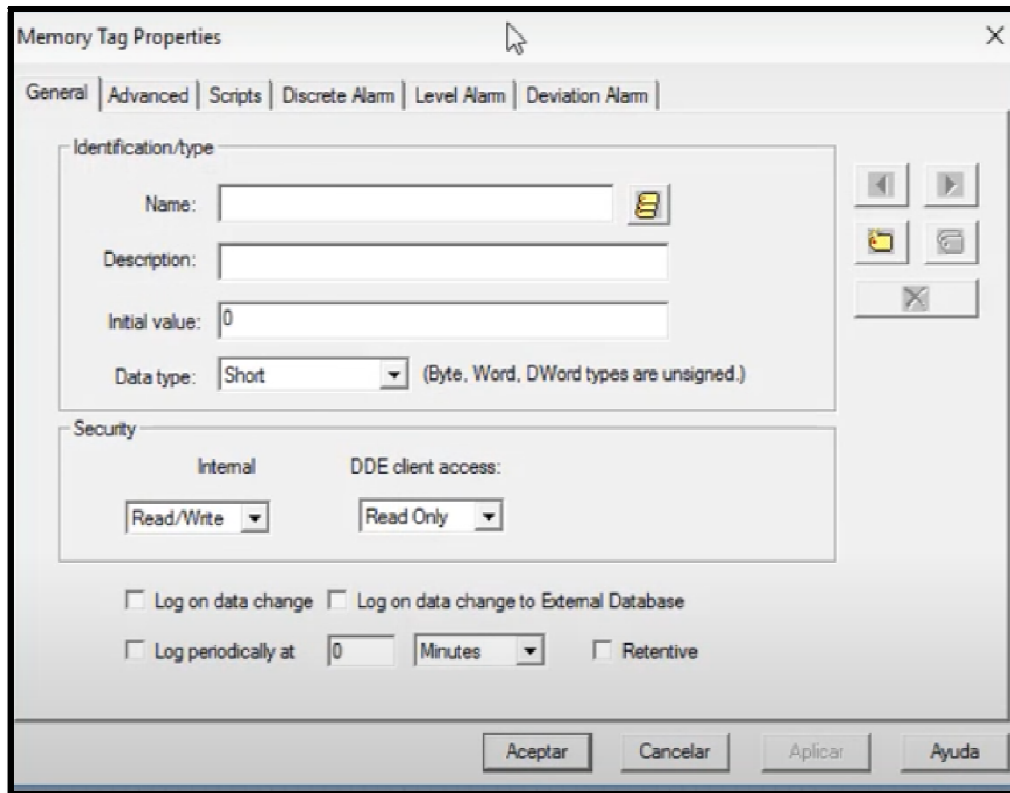 Memory Tag Properties
General Advanced Scripts Discrete Alarm Level Alarm Deviation Alarm
Identification/type
Name:
Description:
Initial value: 0
Data type: Short (Byte, Word, DWord types are unsigned.)
Security
Internal DDE client access:
Read/Write Read Only
Log on data change Log on data change to External Database
Log periodically at 0 Minutes Retentive
Aceptar Cancelar Aplicar Ayuda